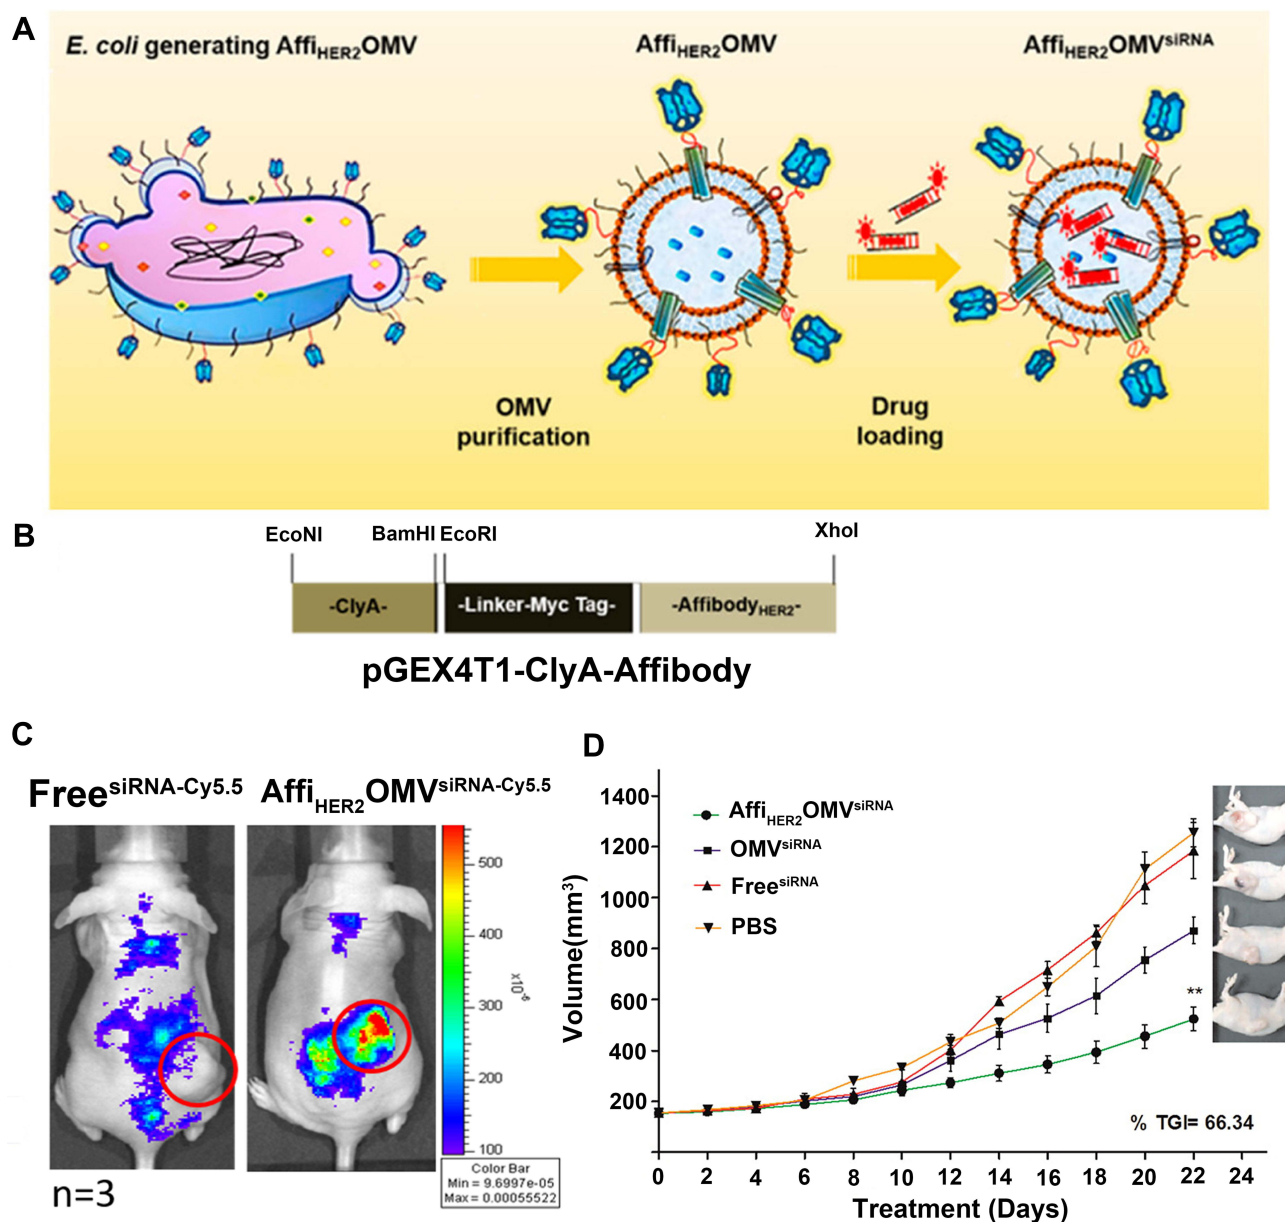 A
E. coli generating AffiHER2OMV
AffiHER2OMV
AffiHER2OMVsiRNA
OMV
purification
Drug
loading
B
EcoNI
BamHI
EcoRI
XhoI
-ClyA-
-Linker-Myc Tag-
-AffibodyHER2-
pGEX4T1-ClyA-Affibody
C
FreesiRNA-Cy5.5
AffiHER2OMVsiRNA-Cy5.5
500
400
300
200
100
x10-6
Color Bar
Min = 9.6997e-05
Max = 0.00055522
n=3
D
Volume(mm3)
1400
1200
1000
800
600
400
200
AffiHER2OMVsiRNA
OMVsiRNA
FreesiRNA
PBS
**
% TGI= 66.34
0 2 4 6 8 10 12 14 16 18 20 22 24
Treatment (Days)